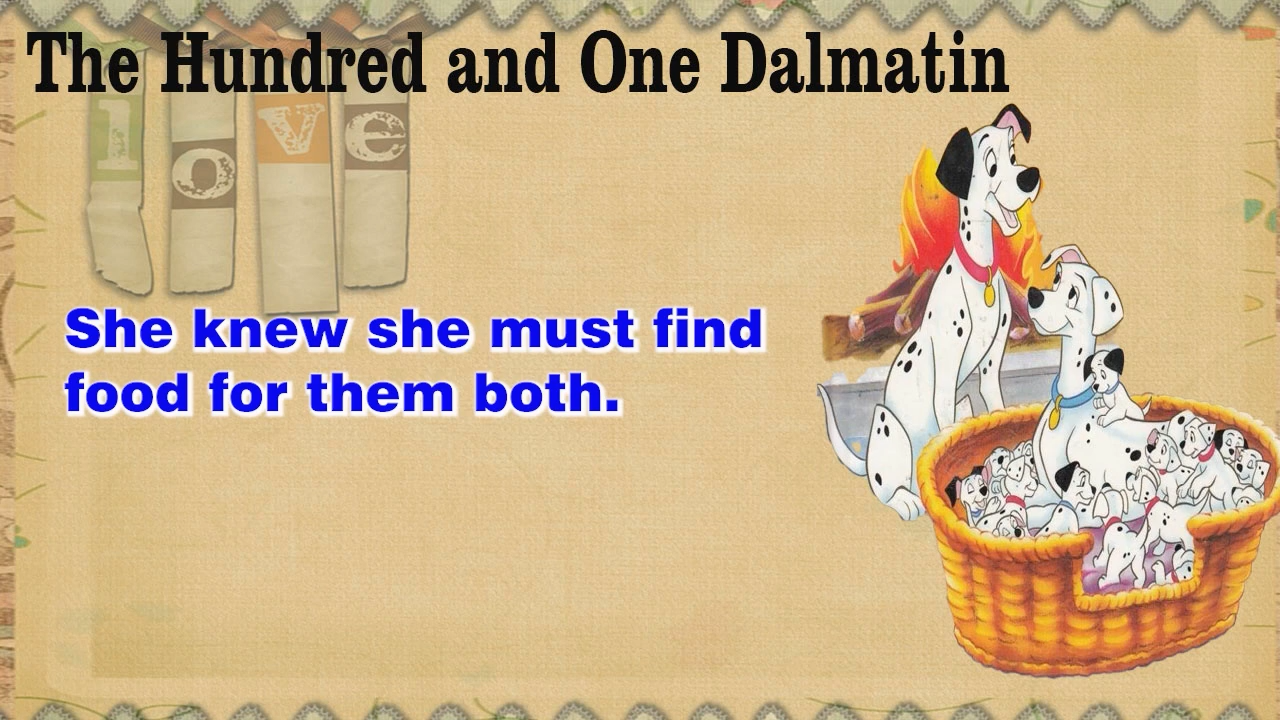 The Hundred and One Dalmatin
love
She knew she must find
food for them both.